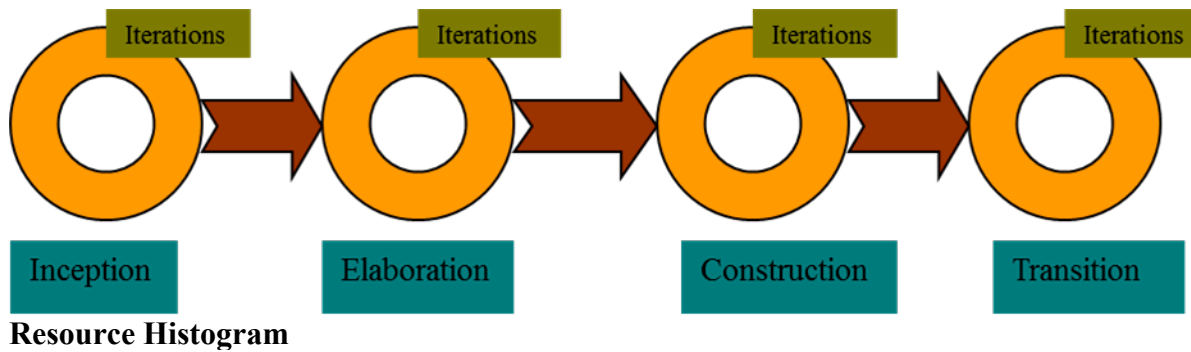 Iterations Iterations Iterations Iterations
Inception Elaboration Construction Transition
Resource Histogram